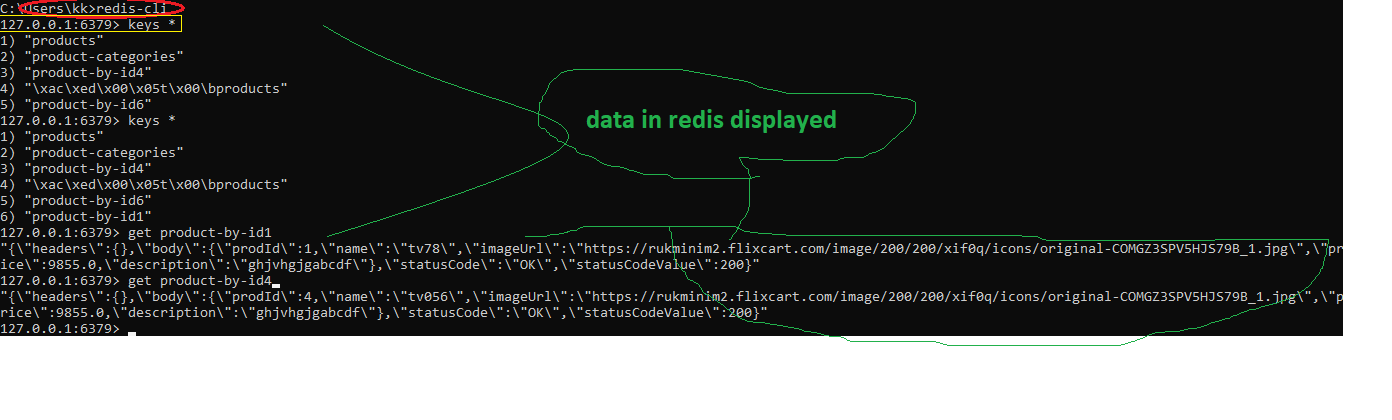 C:\Users\kk>redis-cli
127.0.0.1:6379> keys *
1) "products"
2) "product-categories"
3) "product-by-id4"
4) "\xac\xed\x00\x05t\x00\bproducts"
5) "product-by-id6"
127.0.0.1:6379> keys *
1) "products"
2) "product-categories"
3) "product-by-id4"
4) "\xac\xed\x00\x05t\x00\bproducts"
5) "product-by-id6"
6) "product-by-id1"
data in redis displayed
127.0.0.1:6379> get product-by-id1
"{\"headers\":{},\"body\":{\"prodId\":1,\"name\":\"tv78\",\"imageUrl\":\"https://rukminim2.flixcart.com/image/200/200/xif0q/icons/original-COMGZ3SPV5HJS79B_1.jpg\",\"pr
ice\":9855.0,\"description\":\"ghjvhgjgabcdf\"},\"statusCode\":\"OK\",\"statusCodeValue\":200}"
127.0.0.1:6379> get product-by-id4
"{\"headers\":{},\"body\":{\"prodId\":4,\"name\":\"tv056\",\"imageUrl\":\"https://rukminim2.flixcart.com/image/200/200/xif0q/icons/original-COMGZ3SPV5HJS79B_1.jpg\",\"p
rice\":9855.0,\"description\":\"ghjvhgjgabcdf\"},\"statusCode\":\"OK\",\"statusCodeValue\":200}"
127.0.0.1:6379>